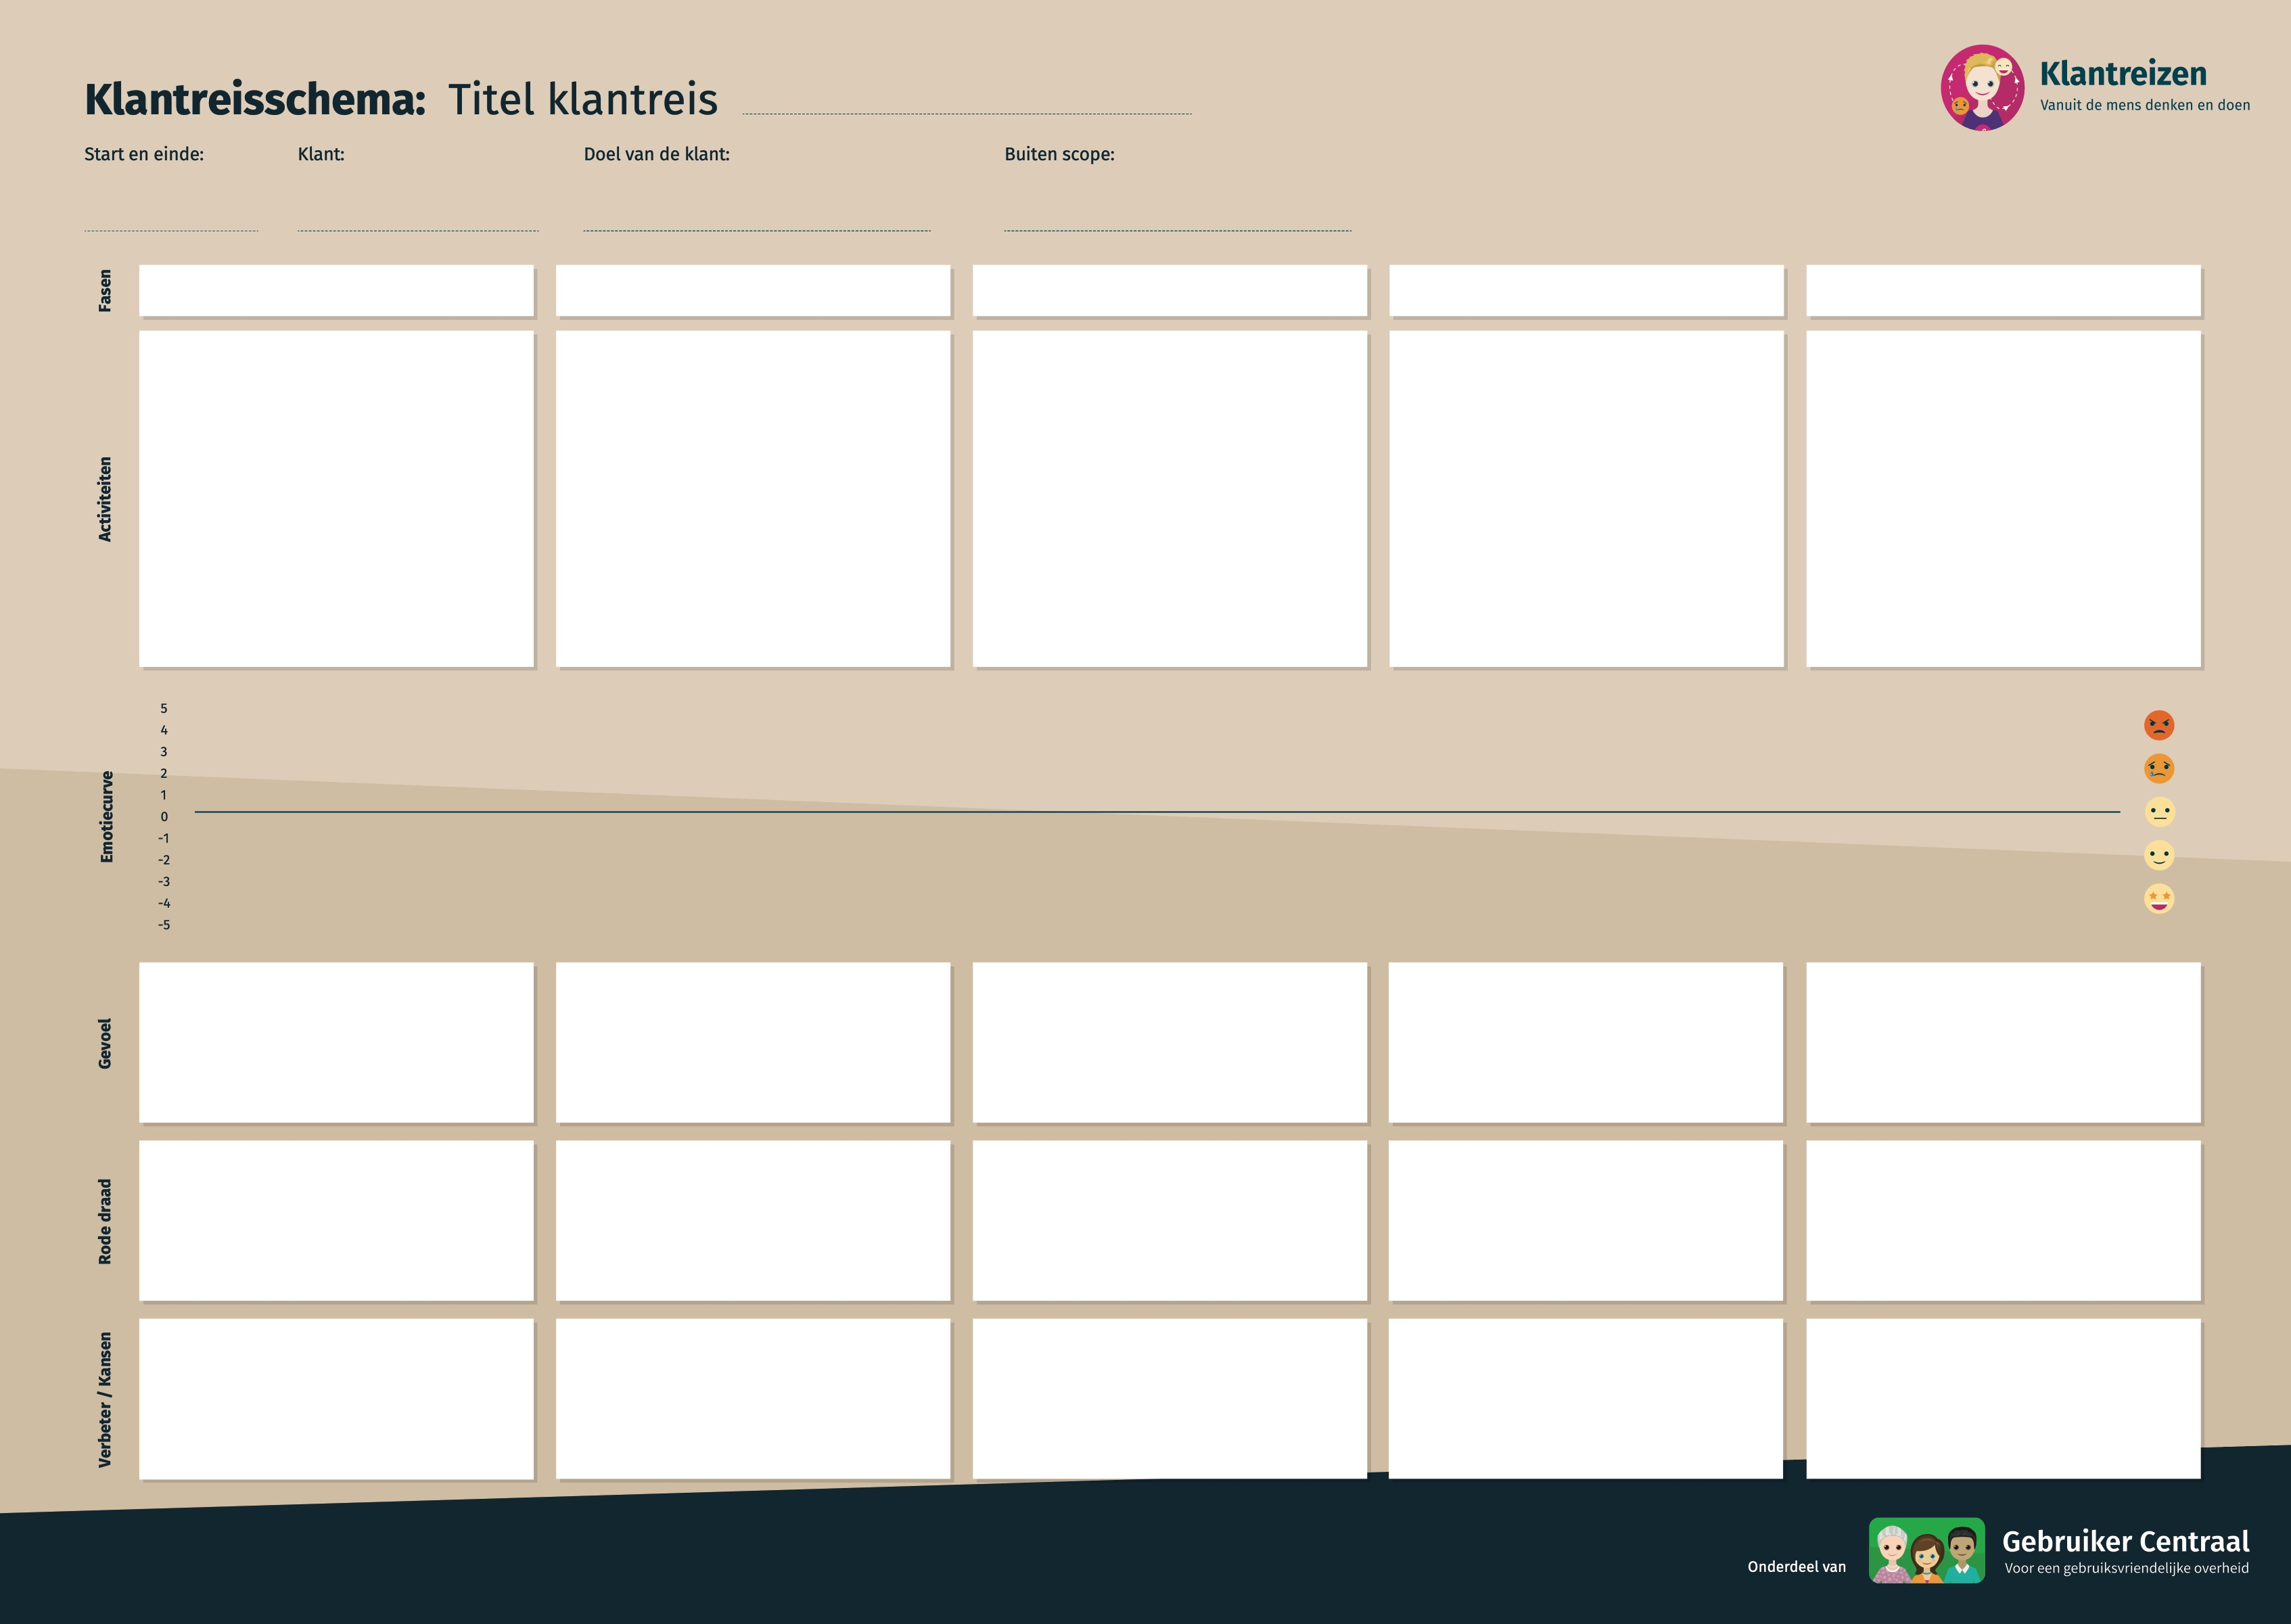 Klantreisschema: Titel klantreis
Klantreizen
Vanuit de mens denken en doen
Start en einde:
Klant:
Doel van de klant:
Buiten scope:
Fasen
Activiteiten
Emotiecurve
5
4
3
2
1
0
-1
-2
-3
-4
-5
Gevoel
Rode draad
Verbeter / Kansen
Onderdeel van
Gebruiker Centraal
Voor een gebruiksvriendelijke overheid